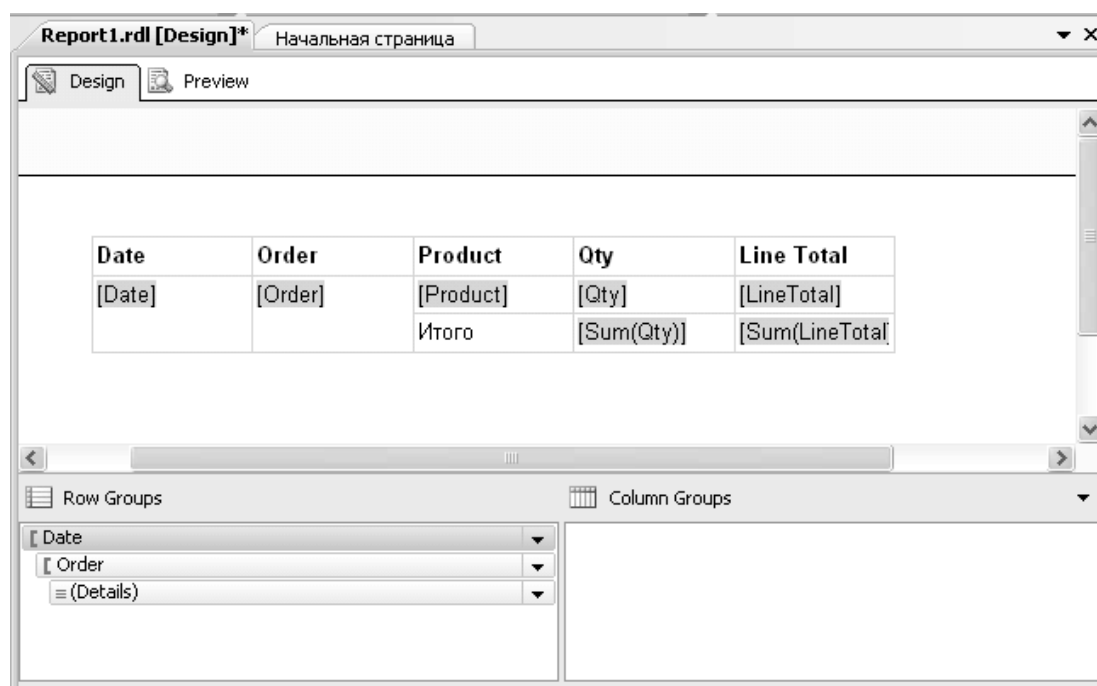 Report1.rdl [Design]* Начальная страница
Design Preview
Date Order Product Qty Line Total
[Date] [Order] [Product] [Qty] [LineTotal]
Итого [Sum(Qty)] [Sum(LineTotal
Row Groups Column Groups
[ Date
[ Order
≡ (Details)